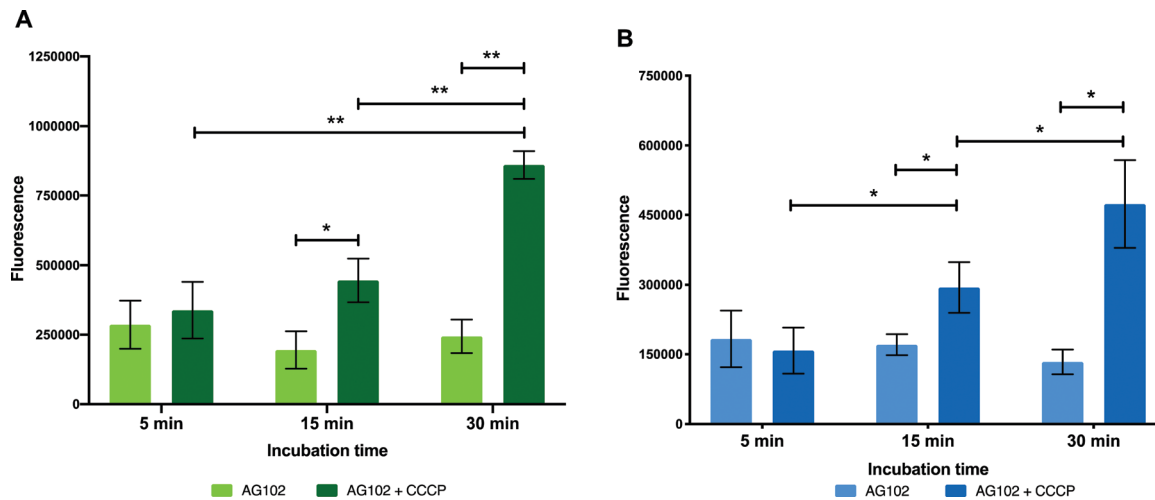 A
1250000
1000000
750000
500000
250000
0
Fluorescence
**
**
**
*
5 min
15 min
30 min
Incubation time
AG102
AG102 + CCCP
B
750000
600000
450000
300000
150000
0
Fluorescence
*
*
*
*
5 min
15 min
30 min
Incubation time
AG102
AG102 + CCCP